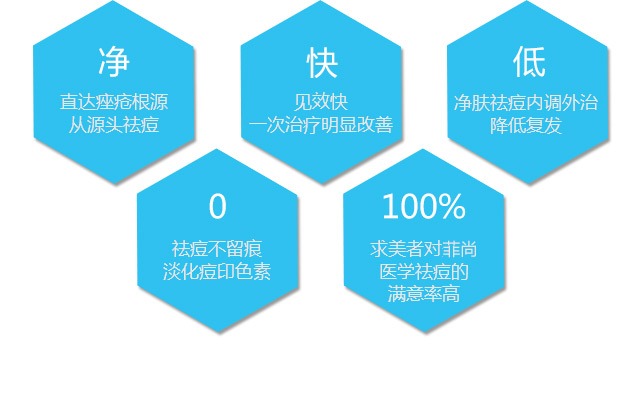 净
直达痤疮根源
从源头祛痘
快
见效快
一次治疗明显改善
低
净肤祛痘内调外治
降低复发
0
祛痘不留痕
淡化痘印色素
100%
求美者对菲尚
医学祛痘的
满意率高